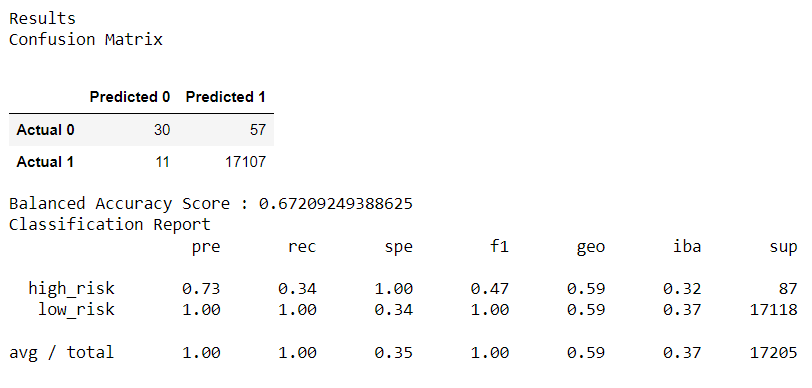 Results
Confusion Matrix
Predicted 0 Predicted 1
Actual 0 30 57
Actual 1 11 17107
Balanced Accuracy Score : 0.67209249388625
Classification Report
pre rec spe f1 geo iba sup
high_risk 0.73 0.34 1.00 0.47 0.59 0.32 87
low_risk 1.00 1.00 0.34 1.00 0.59 0.37 17118
avg / total 1.00 1.00 0.35 1.00 0.59 0.37 17205